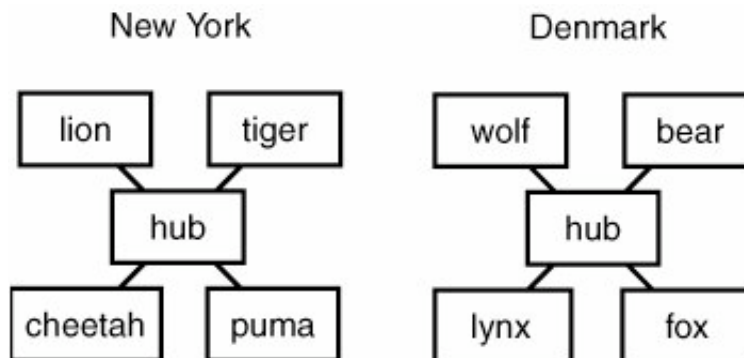 New York
Denmark
lion
tiger
wolf
bear
hub
hub
cheetah
puma
lynx
fox